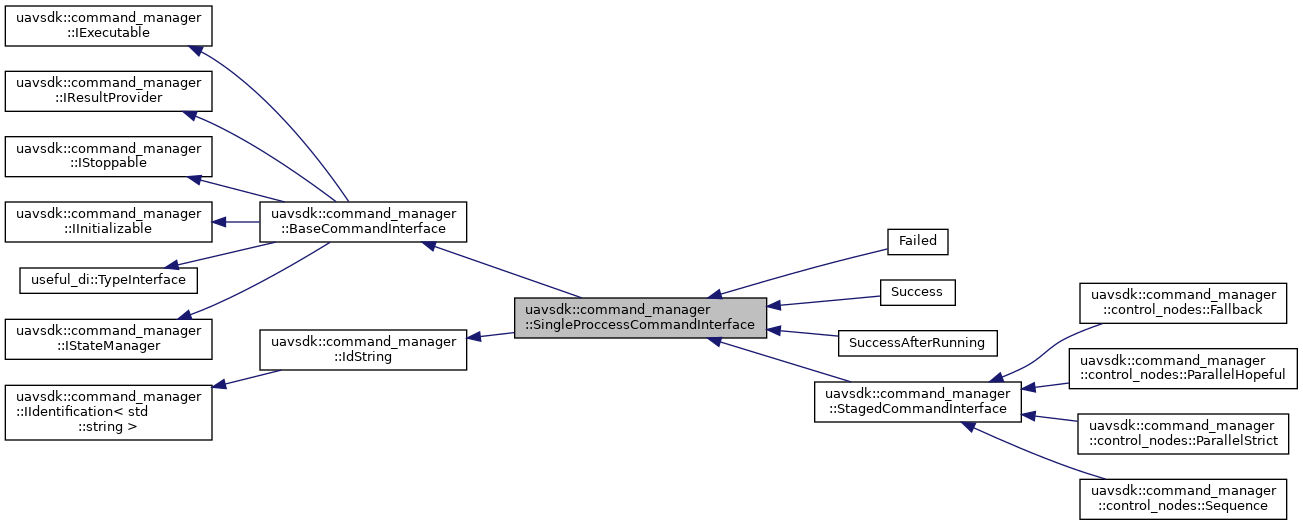 uavsdk::command_manager
::IExecutable
uavsdk::command_manager
::IResultProvider
uavsdk::command_manager
::IStoppable
uavsdk::command_manager
::IInitializable
useful_di::TypeInterface
uavsdk::command_manager
::IStateManager
uavsdk::command_manager
::IIdentification< std
::string >
uavsdk::command_manager
::BaseCommandInterface
uavsdk::command_manager
::IdString
uavsdk::command_manager
::SingleProccessCommandInterface
Failed
Success
SuccessAfterRunning
uavsdk::command_manager
::StagedCommandInterface
uavsdk::command_manager
::control_nodes::Fallback
uavsdk::command_manager
::control_nodes::ParallelHopeful
uavsdk::command_manager
::control_nodes::ParallelStrict
uavsdk::command_manager
::control_nodes::Sequence